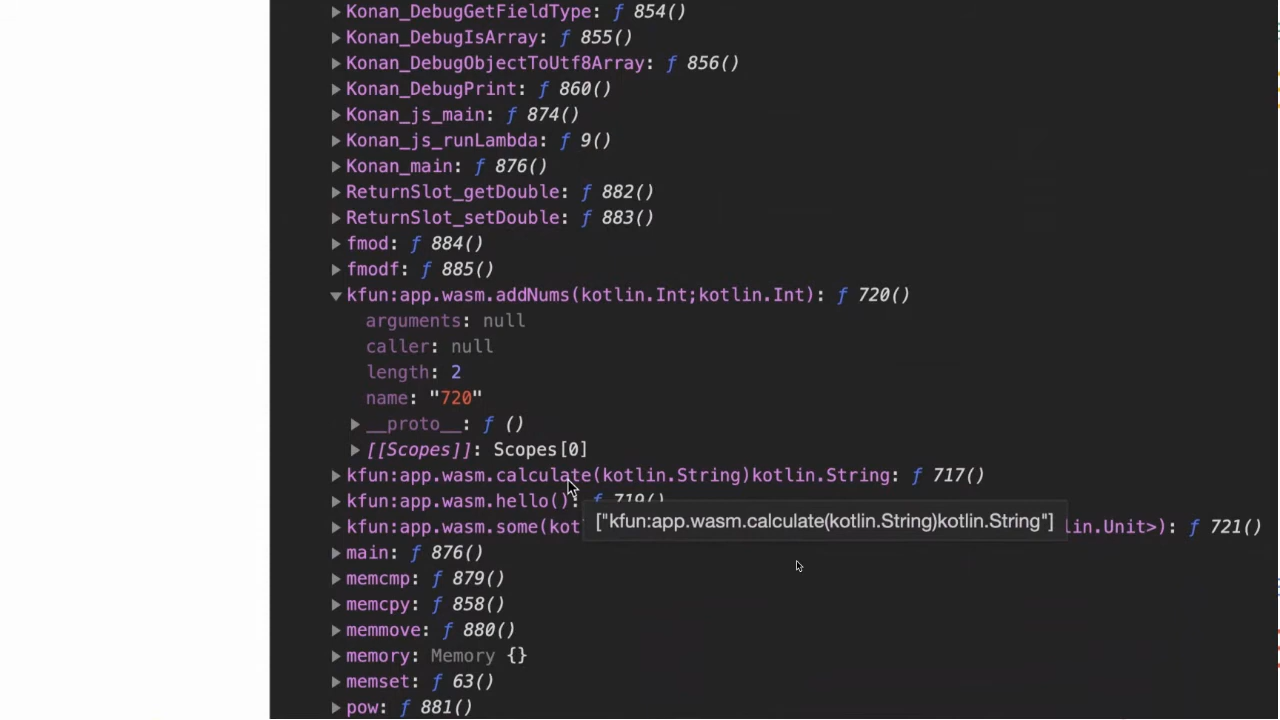 Konan_DebugGetFieldType: ƒ 854()
Konan_DebugIsArray: ƒ 855()
Konan_DebugObjectToUtf8Array: ƒ 856()
Konan_DebugPrint: ƒ 860()
Konan_js_main: ƒ 874()
Konan_js_runLambda: ƒ 9()
Konan_main: ƒ 876()
ReturnSlot_getDouble: ƒ 882()
ReturnSlot_setDouble: ƒ 883()
fmod: ƒ 884()
fmodf: ƒ 885()
kfun:app.wasm.addNums(kotlin.Int;kotlin.Int): ƒ 720()
arguments: null
caller: null
length: 2
name: "720"
__proto__: ƒ ()
[[Scopes]]: Scopes[0]
kfun:app.wasm.calculate(kotlin.String)kotlin.String: ƒ 717()
kfun:app.wasm.hello(): ƒ 719()
["kfun:app.wasm.calculate(kotlin.String)kotlin.String"]
kfun:app.wasm.some(kot lin.Unit>): ƒ 721()
main: ƒ 876()
memcmp: ƒ 879()
memcpy: ƒ 858()
memmove: ƒ 880()
memory: Memory {}
memset: ƒ 63()
pow: ƒ 881()